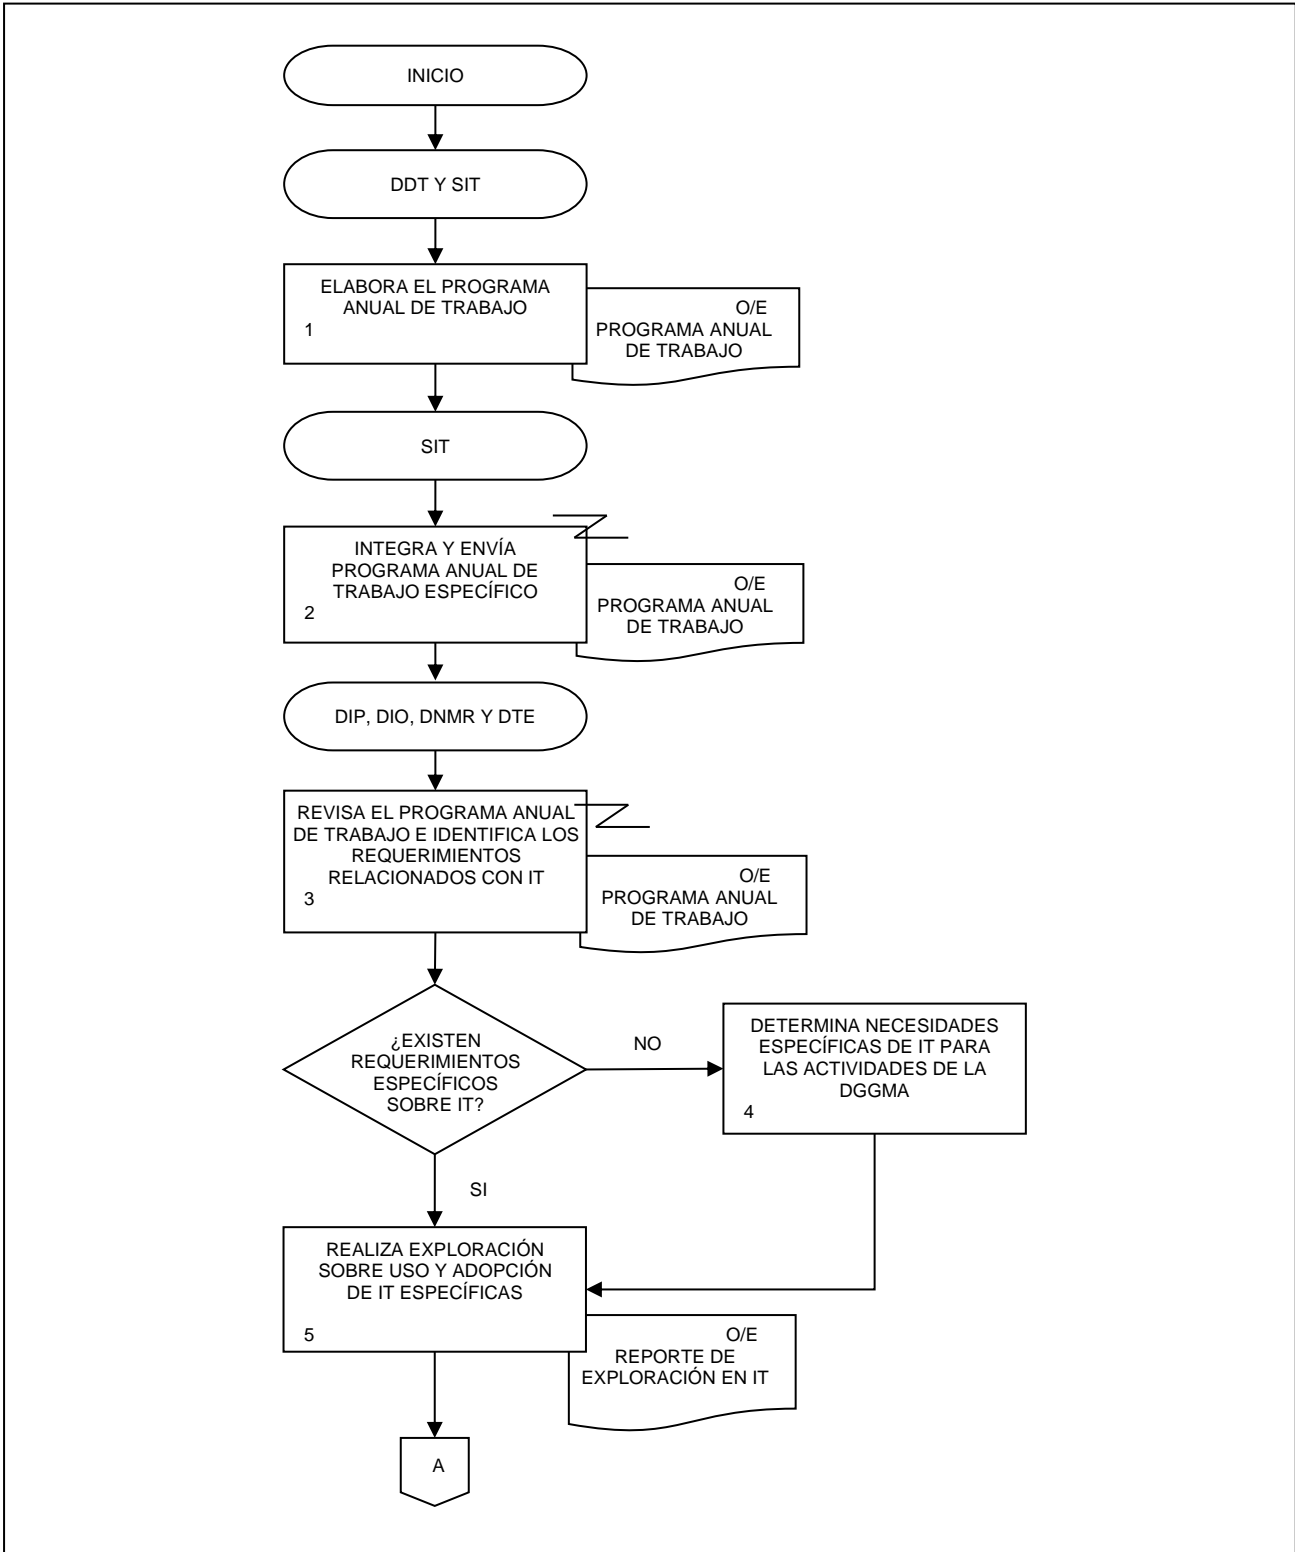 INICIO
DDT Y SIT
ELABORA EL PROGRAMA
ANUAL DE TRABAJO
1
O/E
PROGRAMA ANUAL
DE TRABAJO
SIT
INTEGRA Y ENVÍA
PROGRAMA ANUAL DE
TRABAJO ESPECÍFICO
2
O/E
PROGRAMA ANUAL
DE TRABAJO
DIP, DIO, DNMR Y DTE
REVISA EL PROGRAMA ANUAL
DE TRABAJO E IDENTIFICA LOS
REQUERIMIENTOS
RELACIONADOS CON IT
3
O/E
PROGRAMA ANUAL
DE TRABAJO
¿EXISTEN
REQUERIMIENTOS
ESPECÍFICOS
SOBRE IT?
NO
DETERMINA NECESIDADES
ESPECÍFICAS DE IT PARA
LAS ACTIVIDADES DE LA
DGGMA
4
SI
REALIZA EXPLORACIÓN
SOBRE USO Y ADOPCIÓN
DE IT ESPECÍFICAS
5
O/E
REPORTE DE
EXPLORACIÓN EN IT
A